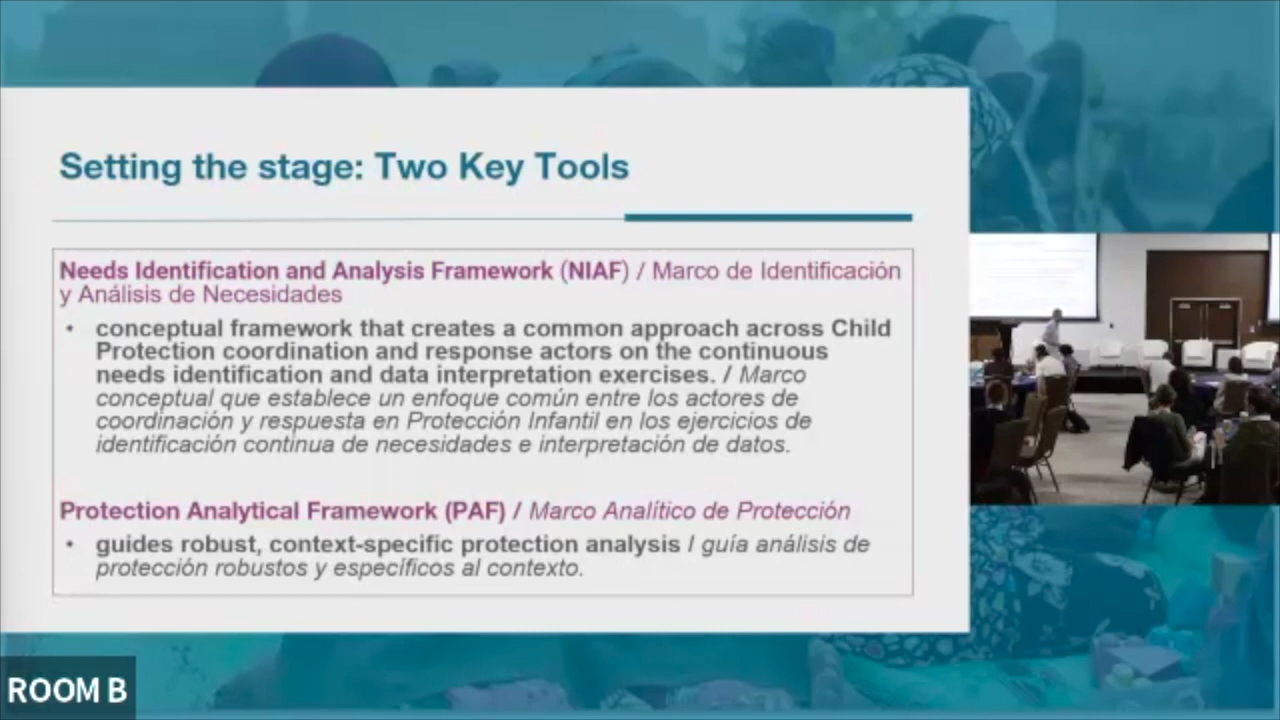 Setting the stage: Two Key Tools
Needs Identification and Analysis Framework (NIAF) / Marco de Identificación
y Análisis de Necesidades
• conceptual framework that creates a common approach across Child
Protection coordination and response actors on the continuous
needs identification and data interpretation exercises. / Marco
conceptual que establece un enfoque común entre los actores de
coordinación y respuesta en Protección Infantil en los ejercicios de
identificación continua de necesidades e interpretación de datos.
Protection Analytical Framework (PAF) / Marco Analítico de Protección
• guides robust, context-specific protection analysis / guía análisis de
protección robustos y específicos al contexto.
ROOM B